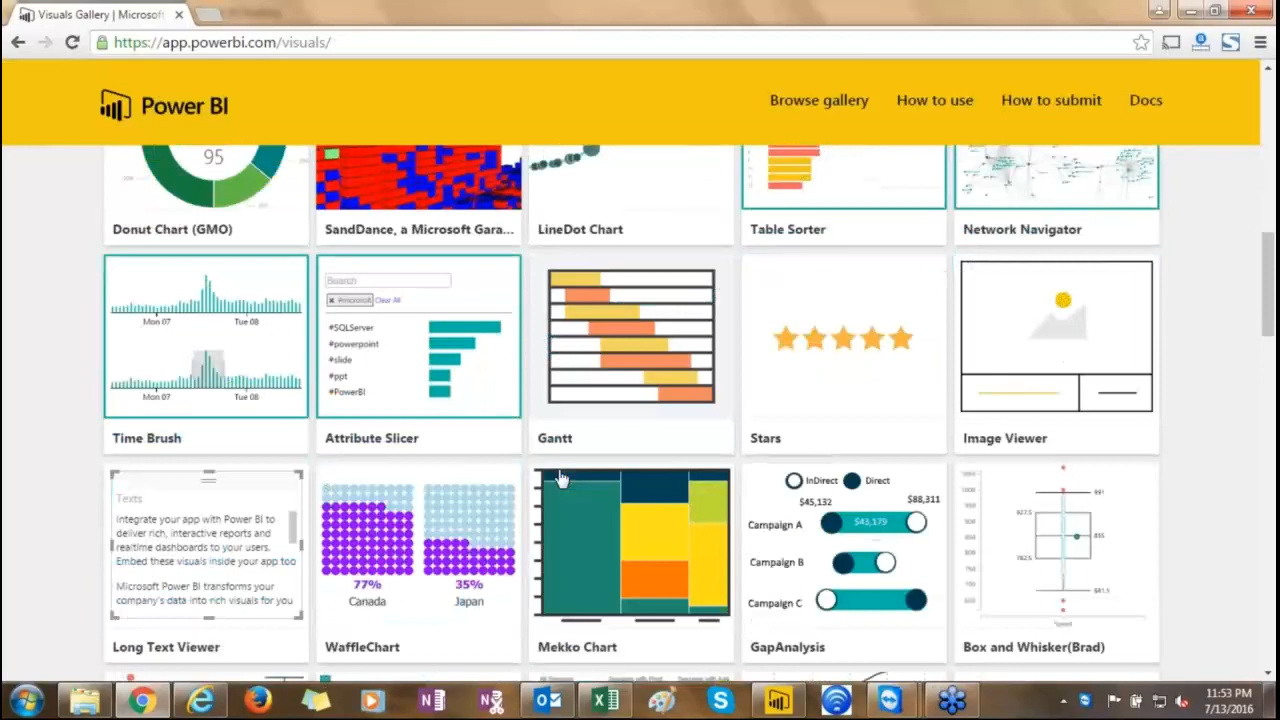 Visuals Gallery | Microsoft
https://app.powerbi.com/visuals/
Power BI
Browse gallery
How to use
How to submit
Docs
95
Donut Chart (GMO)
SandDance, a Microsoft Gara...
LineDot Chart
Table Sorter
Network Navigator
Mon 07
Tue 08
Mon 07
Tue 08
Time Brush
Search
#microsoft
Clear All
#SQLServer
#powerpoint
#slide
#ppt
#PowerBI
Attribute Slicer
Gantt
Stars
Image Viewer
Texts
Integrate your app with Power BI to
deliver rich, interactive reports and
realtime dashboards to your users.
Embed these visuals inside your app too
Microsoft Power BI transforms your
company's data into rich visuals for you
Long Text Viewer
77%
Canada
35%
Japan
WaffleChart
Mekko Chart
InDirect
Direct
$45,132
$88,311
Campaign A
$43,179
Campaign B
Campaign C
GapAnalysis
991
835
Speed
Box and Whisker(Brad)
11:53 PM
7/13/2016